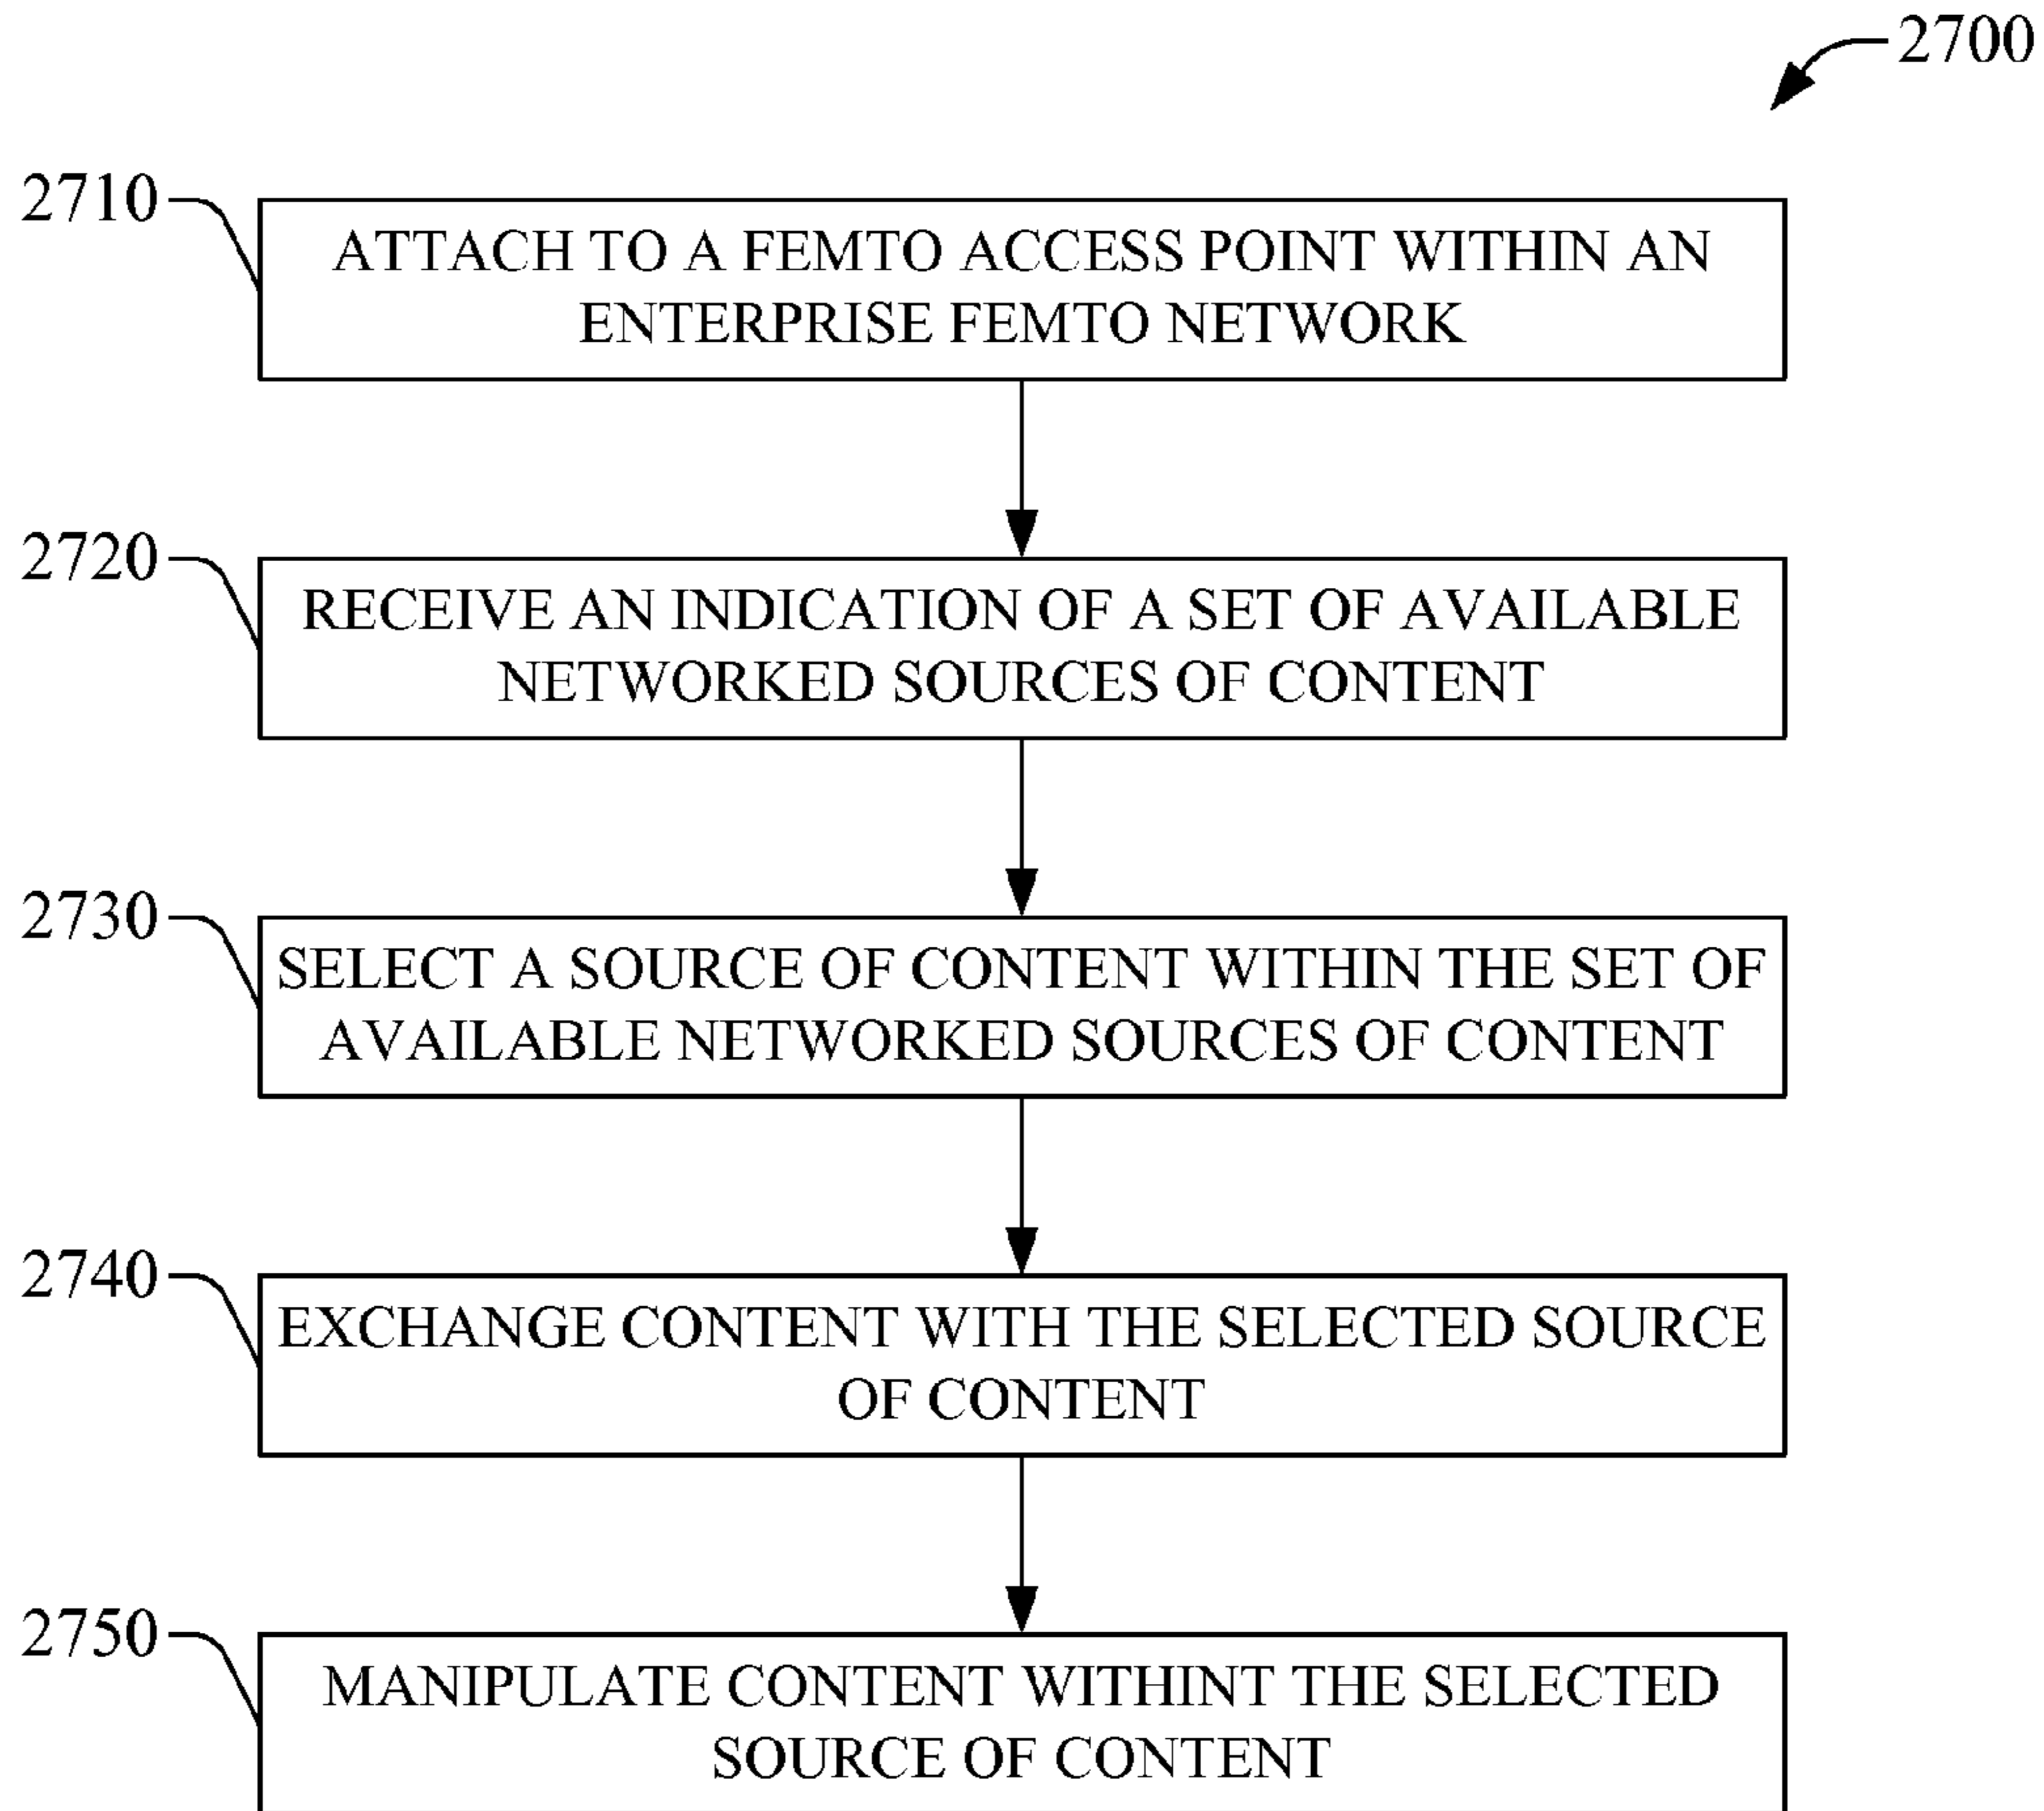 2700
2710
ATTACH TO A FEMTO ACCESS POINT WITHIN AN
ENTERPRISE FEMTO NETWORK
2720
RECEIVE AN INDICATION OF A SET OF AVAILABLE
NETWORKED SOURCES OF CONTENT
2730
SELECT A SOURCE OF CONTENT WITHIN THE SET OF
AVAILABLE NETWORKED SOURCES OF CONTENT
2740
EXCHANGE CONTENT WITH THE SELECTED SOURCE
OF CONTENT
2750
MANIPULATE CONTENT WITHINT THE SELECTED
SOURCE OF CONTENT